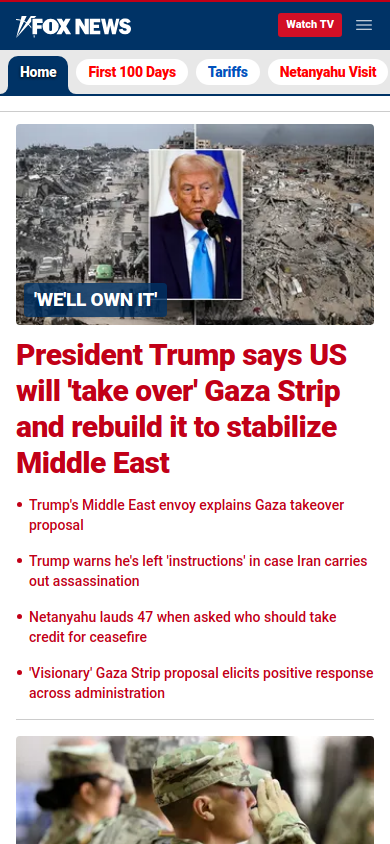 FOX NEWS
Watch TV
Home
First 100 Days
Tariffs
Netanyahu Visit
'WE'LL OWN IT'
President Trump says US
will 'take over' Gaza Strip
and rebuild it to stabilize
Middle East
• Trump's Middle East envoy explains Gaza takeover
proposal
• Trump warns he's left 'instructions' in case Iran carries
out assassination
• Netanyahu lauds 47 when asked who should take
credit for ceasefire
• 'Visionary' Gaza Strip proposal elicits positive response
across administration